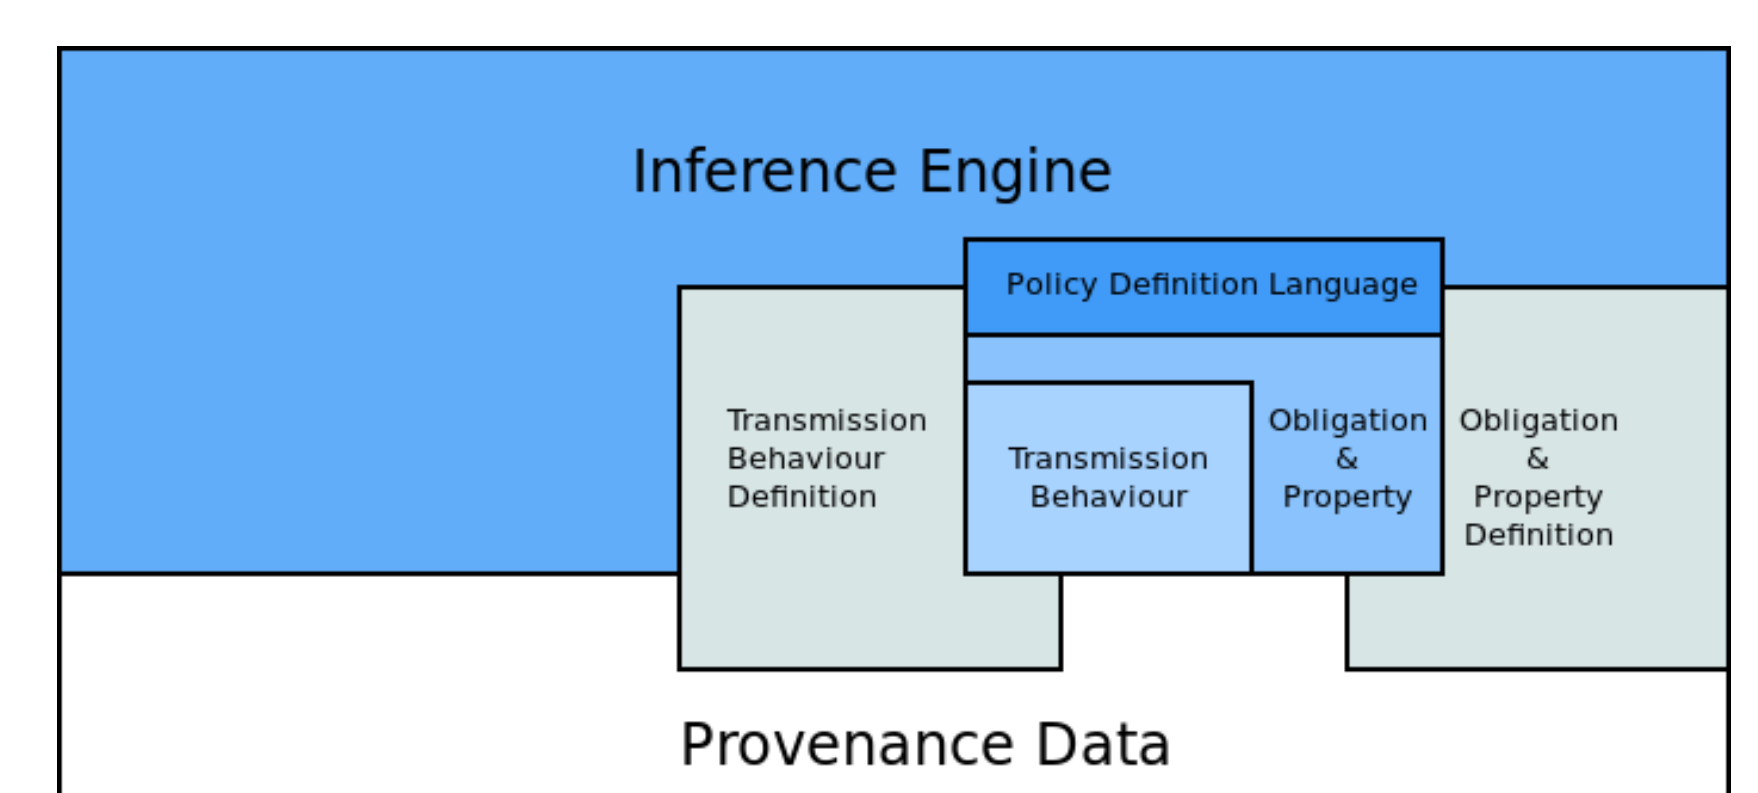 Inference Engine
Policy Definition Language
Transmission
Behaviour
Definition
Transmission
Behaviour
Obligation
&
Property
Obligation
&
Property
Definition
Provenance Data